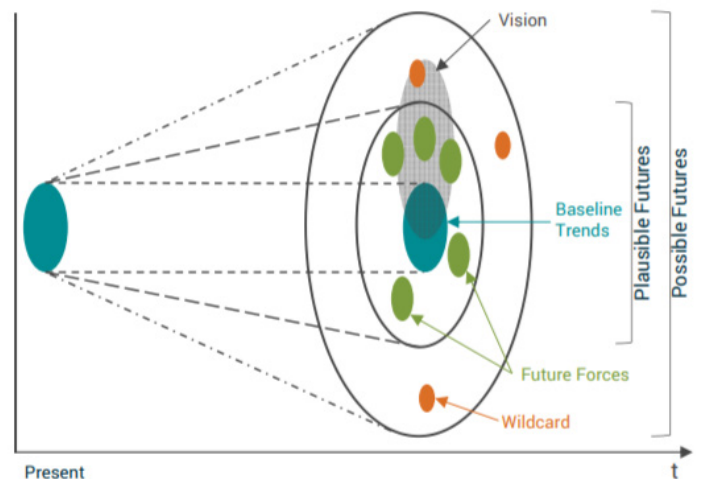 Vision
Baseline
Trends
Plausible Futures
Possible Futures
Future Forces
Wildcard
Present
t